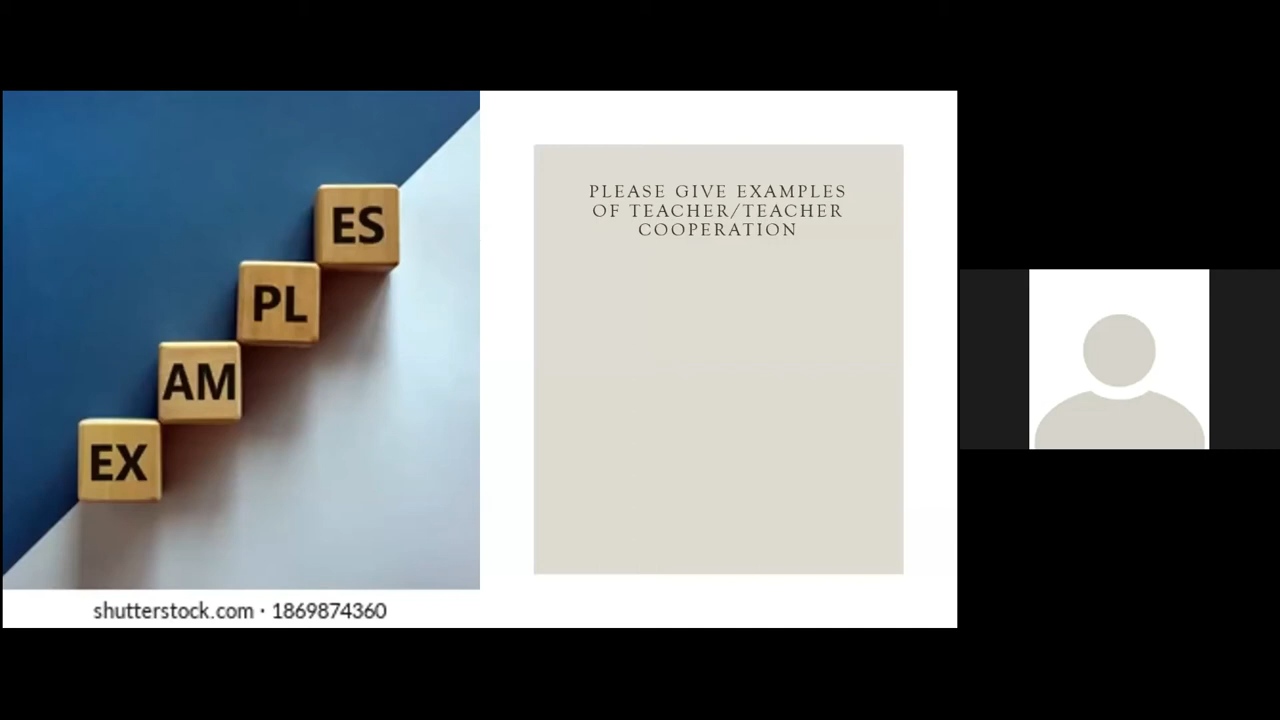 ES
PL
AM
EX
shutterstock.com · 1869874360
PLEASE GIVE EXAMPLES
OF TEACHER/TEACHER
COOPERATION